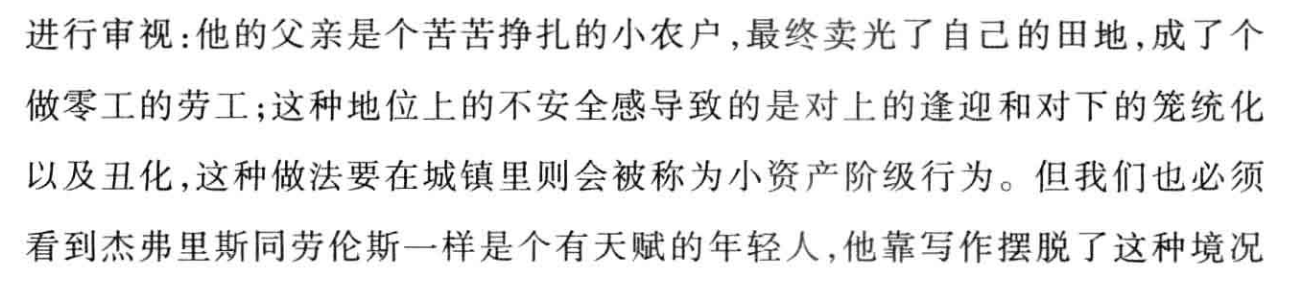 进行审视:他的父亲是个苦苦挣扎的小农户,最终卖光了自己的田地,成了个
做零工的劳工;这种地位上的不安全感导致的是对上的逢迎和对下的笼统化
以及丑化,这种做法要在城镇里则会被称为小资产阶级行为。但我们也必须
看到杰弗里斯同劳伦斯一样是个有天赋的年轻人,他靠写作摆脱了这种境况